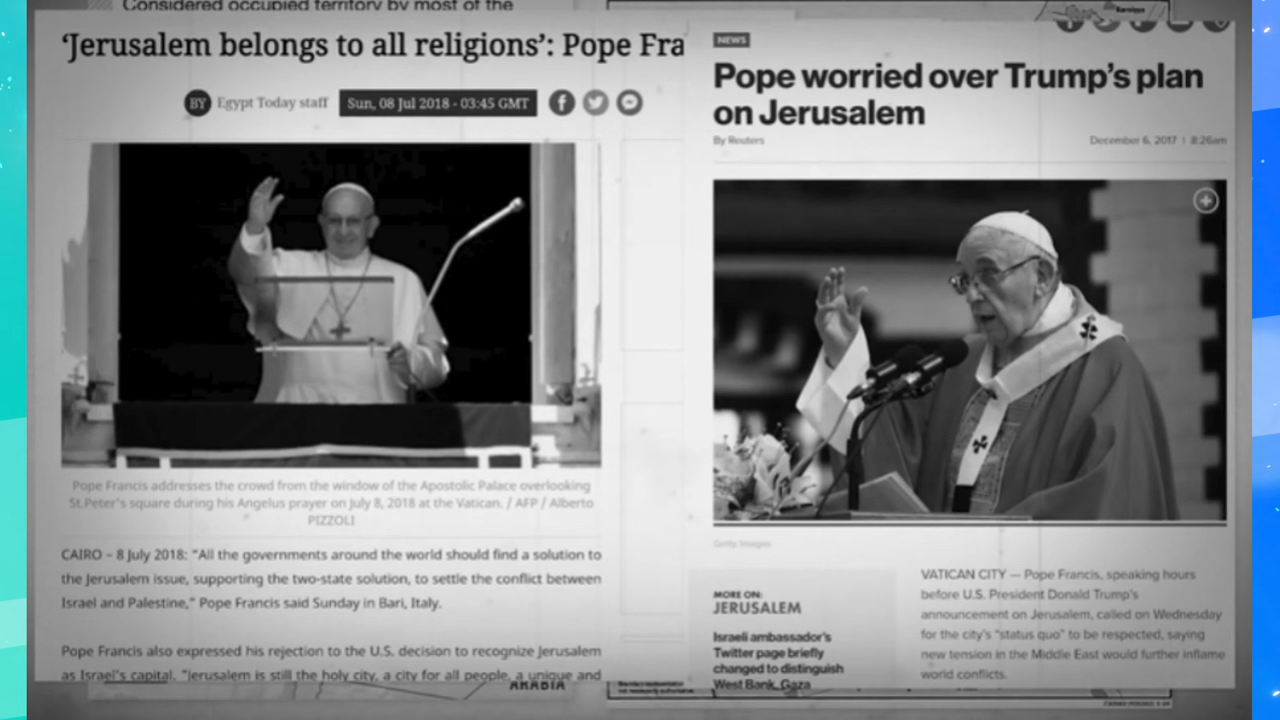 Considered occupied territory by most of the
'Jerusalem belongs to all religions': Pope Fra
BY Egypt Today staff Sun, 08 Jul 2018 - 03:45 GMT
Pope Francis addresses the crowd from the window of the Apostolic Palace overlooking
St.Peter's square during his Angelus prayer on July 8, 2018 at the Vatican. / AFP / Alberto
PIZZOLI
CAIRO – 8 July 2018: "All the governments around the world should find a solution to
the Jerusalem issue, supporting the two-state solution, to settle the conflict between
Israel and Palestine," Pope Francis said Sunday in Bari, Italy.
Pope Francis also expressed his rejection to the U.S. decision to recognize Jerusalem
as Israel's capital. "Jerusalem is still the holy city, a city for all people, a unique and
ARABIA
NEWS
Pope worried over Trump's plan
on Jerusalem
By Reuters
December 6, 2017 | 8:26am
Getty Images
MORE ON:
JERUSALEM
Israeli ambassador's
Twitter page briefly
changed to distinguish
West Bank, Gaza
VATICAN CITY — Pope Francis, speaking hours
before U.S. President Donald Trump's
announcement on Jerusalem, called on Wednesday
for the city's "status quo" to be respected, saying
new tension in the Middle East would further inflame
world conflicts.